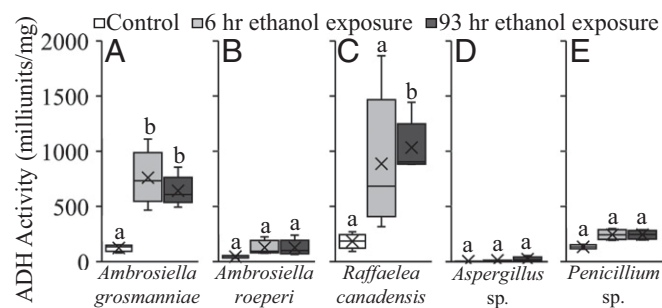 Control 6 hr ethanol exposure 93 hr ethanol exposure
ADH Activity (milliunits/mg)
2000
1500
1000
500
0
A
B
C
D
E
a b b
a a a
a a b
a a a
a a a
Ambrosiella
grosmanniae
Ambrosiella
roeperi
Raffaelea
canadensis
Aspergillus
sp.
Penicillium
sp.